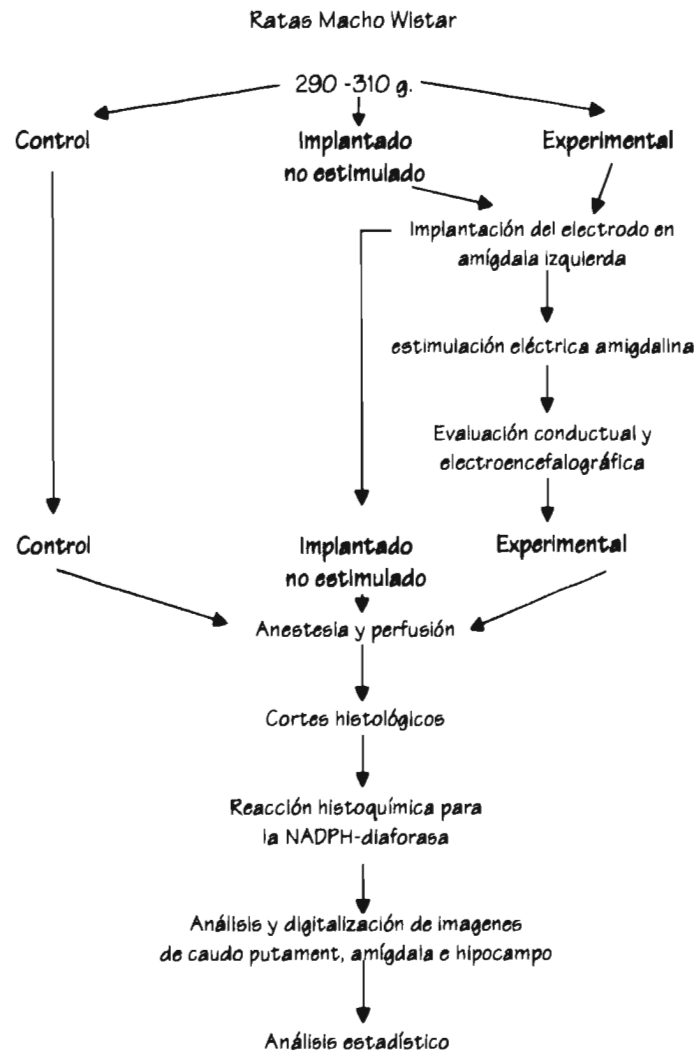 Ratas Macho Wistar
290 -310 g.
Control
Implantado
no estimulado
Experimental
Implantación del electrodo en
amígdala izquierda
estimulación eléctrica amigdalina
Evaluación conductual y
electroencefalográfica
Control
Implantado
no estimulado
Experimental
Anestesia y perfusión
Cortes histológicos
Reacción histoquímica para
la NADPH-diaforasa
Análisis y digitalización de imagenes
de caudo putament, amígdala e hipocampo
Análisis estadístico